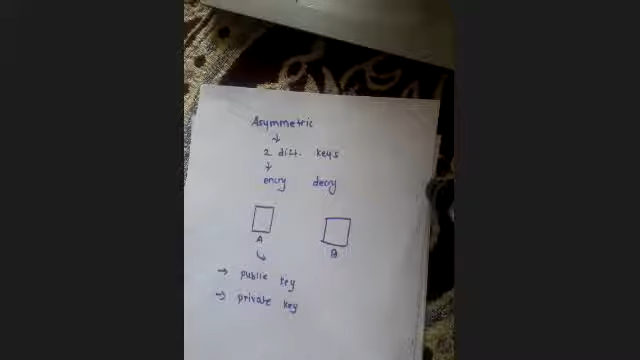 Asymmetric
↓
2 diff. keys
↓
encry decry
A B
→ public key
→ private key